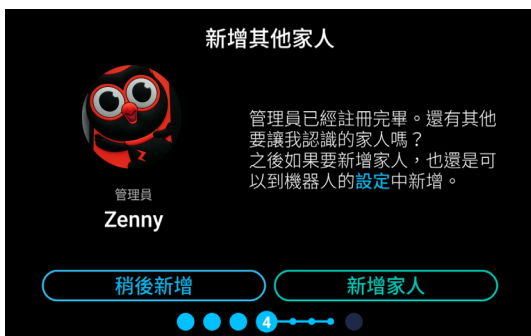 新增其他家人
管理員已經註冊完畢。還有其他
要讓我認識的家人嗎？
之後如果要新增家人，也還是可
以到機器人的設定中新增。
管理員
Zenny
稍後新增
新增家人
4